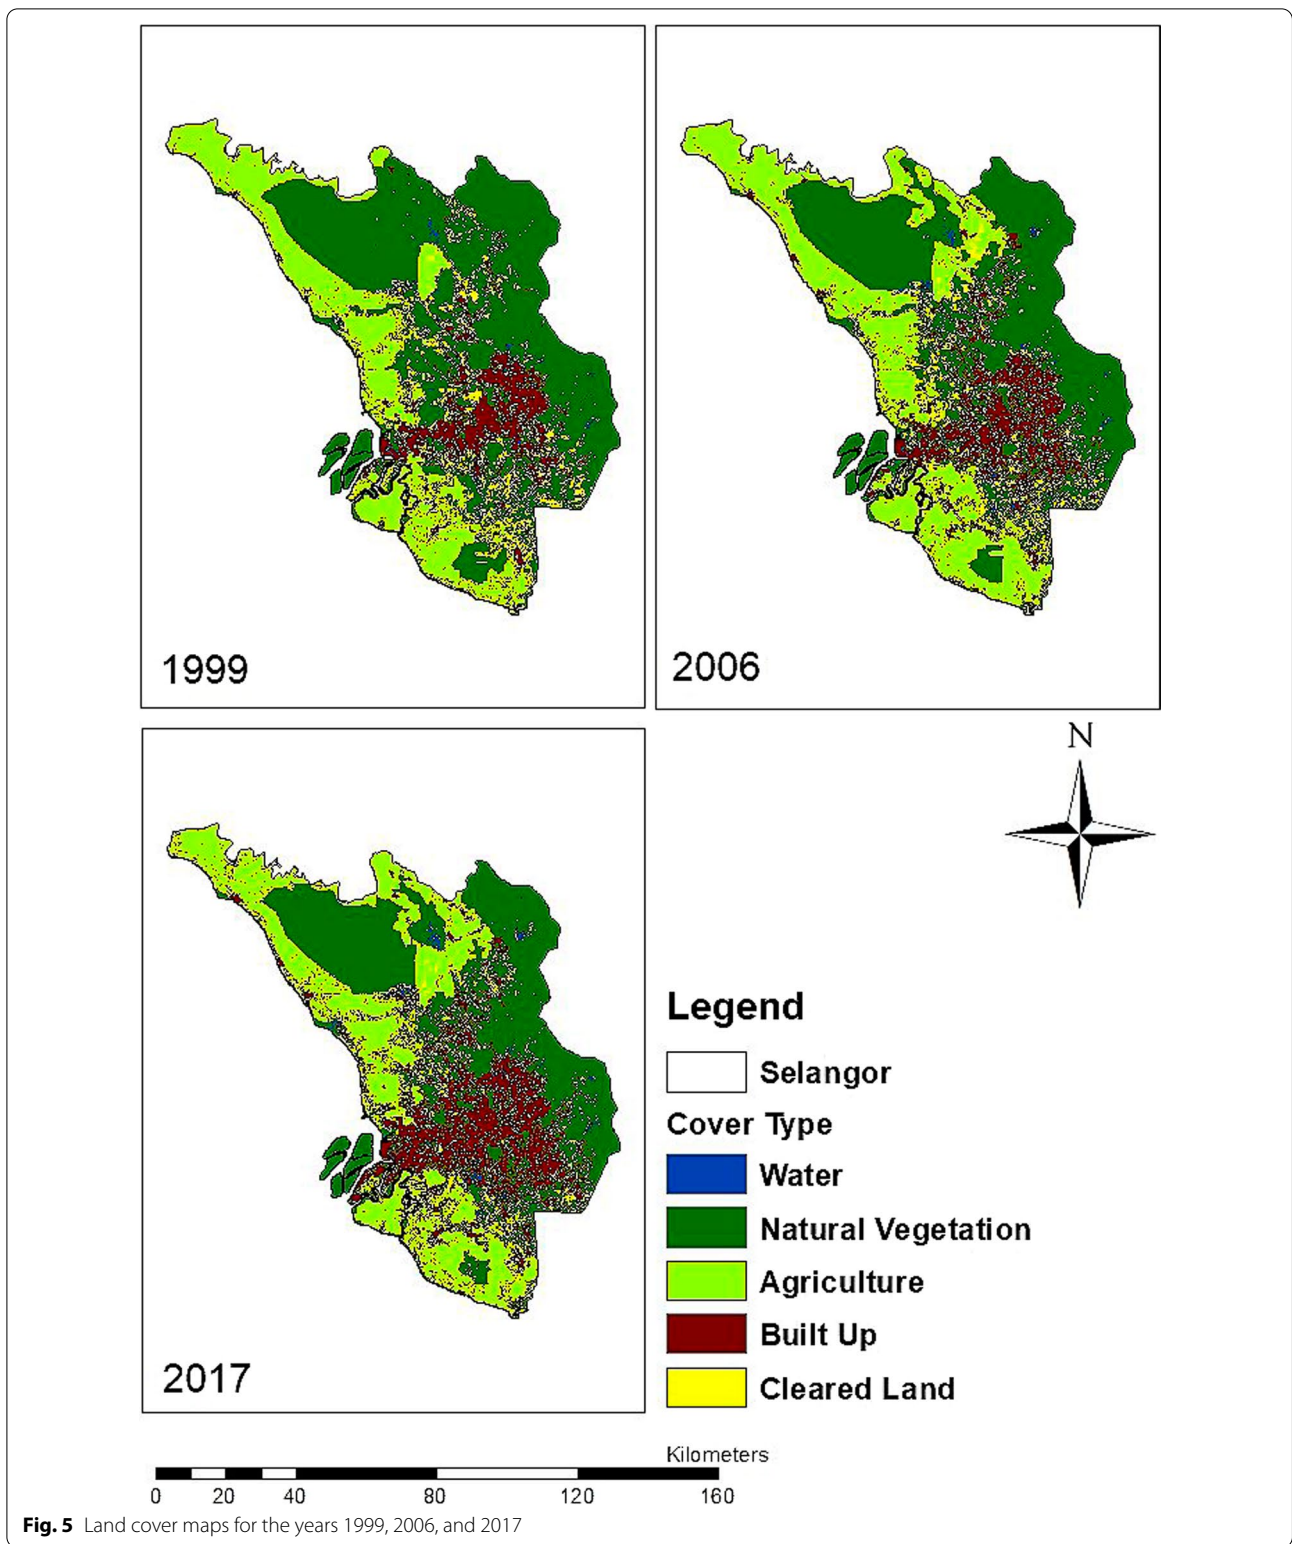 1999
2006
N
2017
Legend
Selangor
Cover Type
Water
Natural Vegetation
Agriculture
Built Up
Cleared Land
Kilometers
0 20 40 80 120 160
Fig. 5 Land cover maps for the years 1999, 2006, and 2017